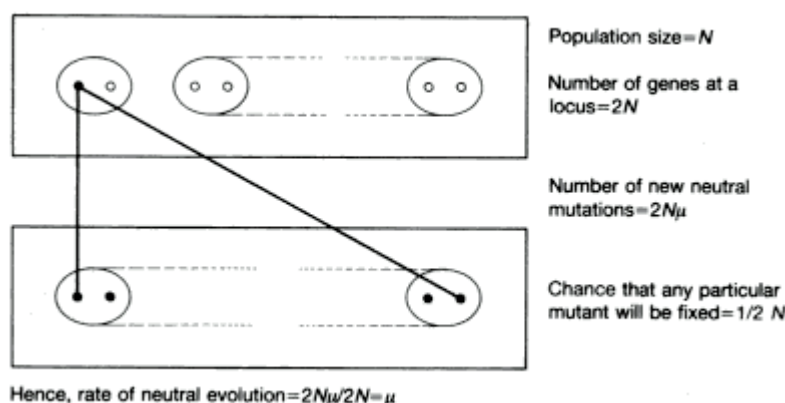 Population size=N
Number of genes at a
locus=2N
Number of new neutral
mutations=2Nμ
Chance that any particular
mutant will be fixed=1/2 N
Hence, rate of neutral evolution=2Nμ/2N=μ